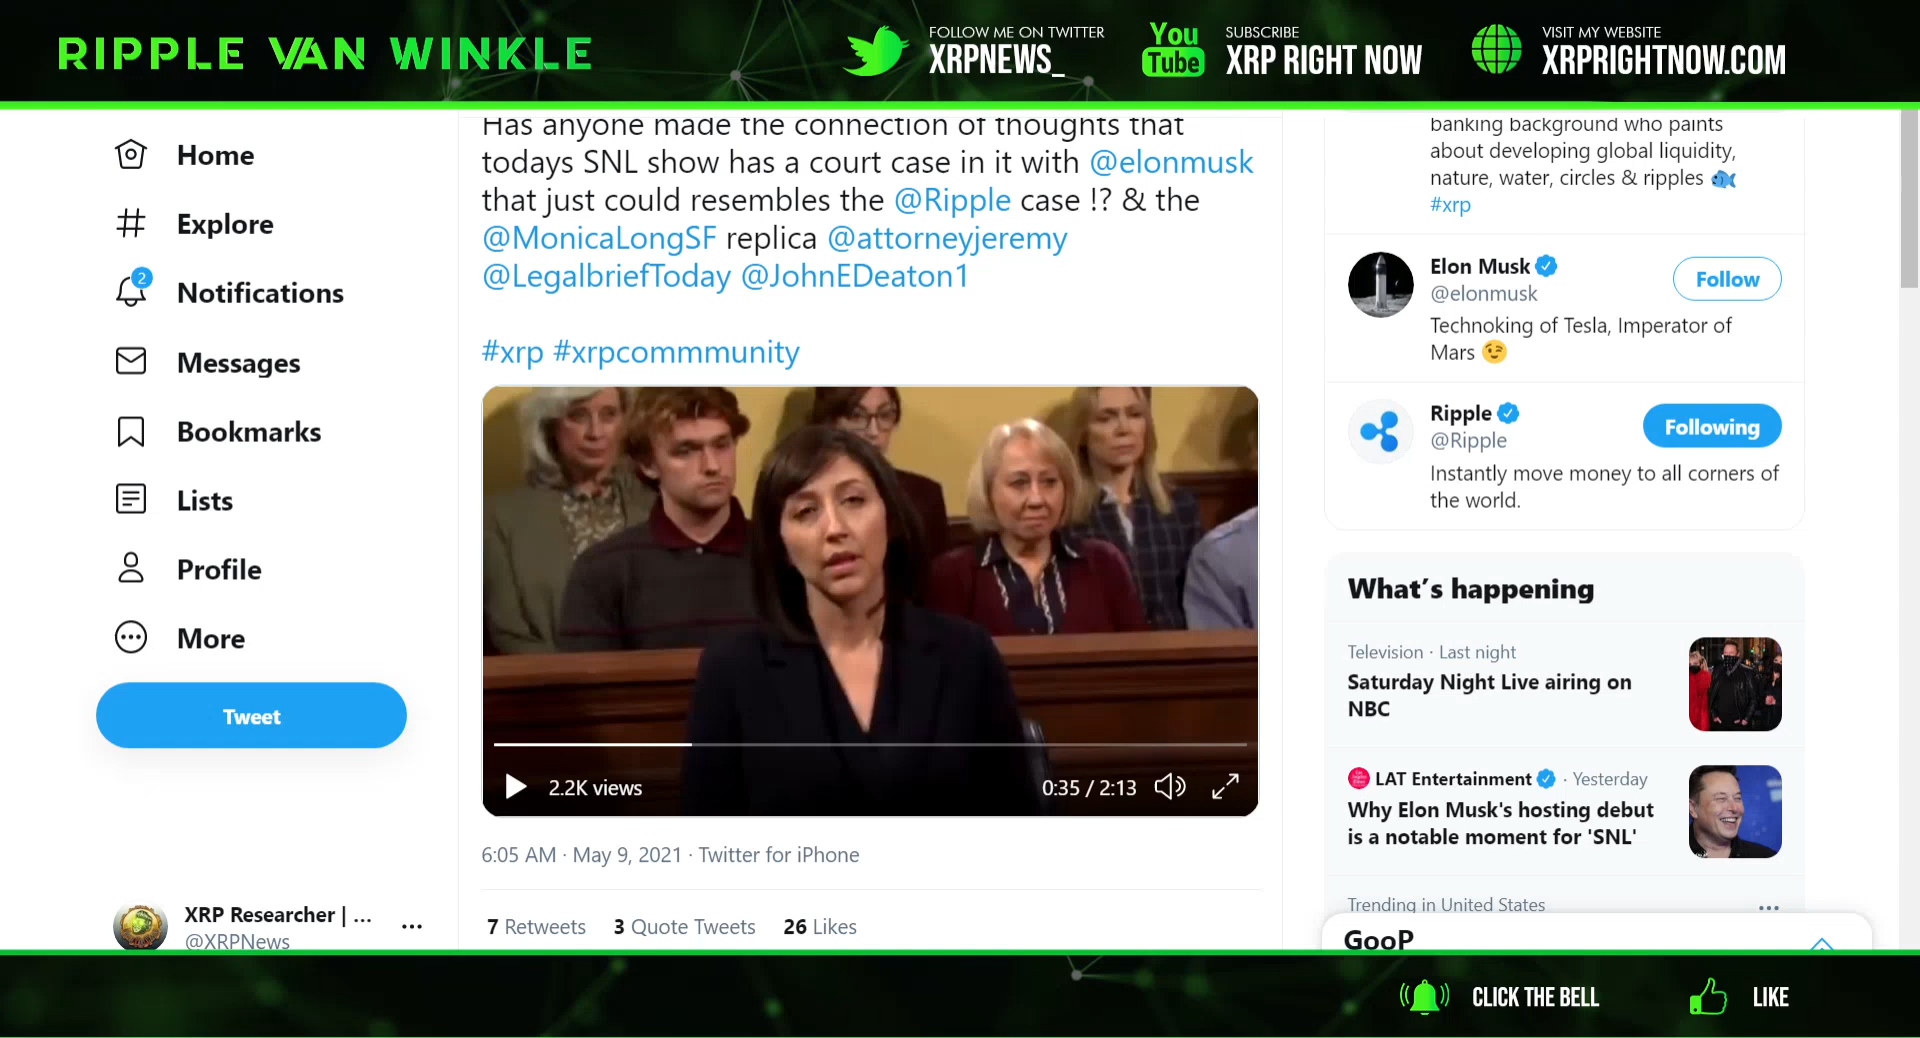 RIPPLE VAN WINKLE
FOLLOW ME ON TWITTER
XRPNEWS_
You
Tube
SUBSCRIBE
XRP RIGHT NOW
VISIT MY WEBSITE
XRPRIGHTNOW.COM
Home
Explore
2
Notifications
Messages
Bookmarks
Lists
Profile
More
Tweet
XRP Researcher | ...
@XRPNews
Has anyone made the connection of thoughts that
todays SNL show has a court case in it with @elonmusk
that just could resembles the @Ripple case !? & the
@MonicaLongSF replica @attorneyjeremy
@LegalbriefToday @JohnEDeaton1
#xrp #xrpcommmunity
2.2K views
0:35 / 2:13
6:05 AM · May 9, 2021 · Twitter for iPhone
7 Retweets 3 Quote Tweets 26 Likes
banking background who paints
about developing global liquidity,
nature, water, circles & ripples 🐟
#xrp
Elon Musk
@elonmusk
Follow
Technoking of Tesla, Imperator of
Mars 😉
Ripple
@Ripple
Following
Instantly move money to all corners of
the world.
What's happening
Television · Last night
Saturday Night Live airing on
NBC
LAT Entertainment · Yesterday
Why Elon Musk's hosting debut
is a notable moment for 'SNL'
Trending in United States
GooP
CLICK THE BELL
LIKE